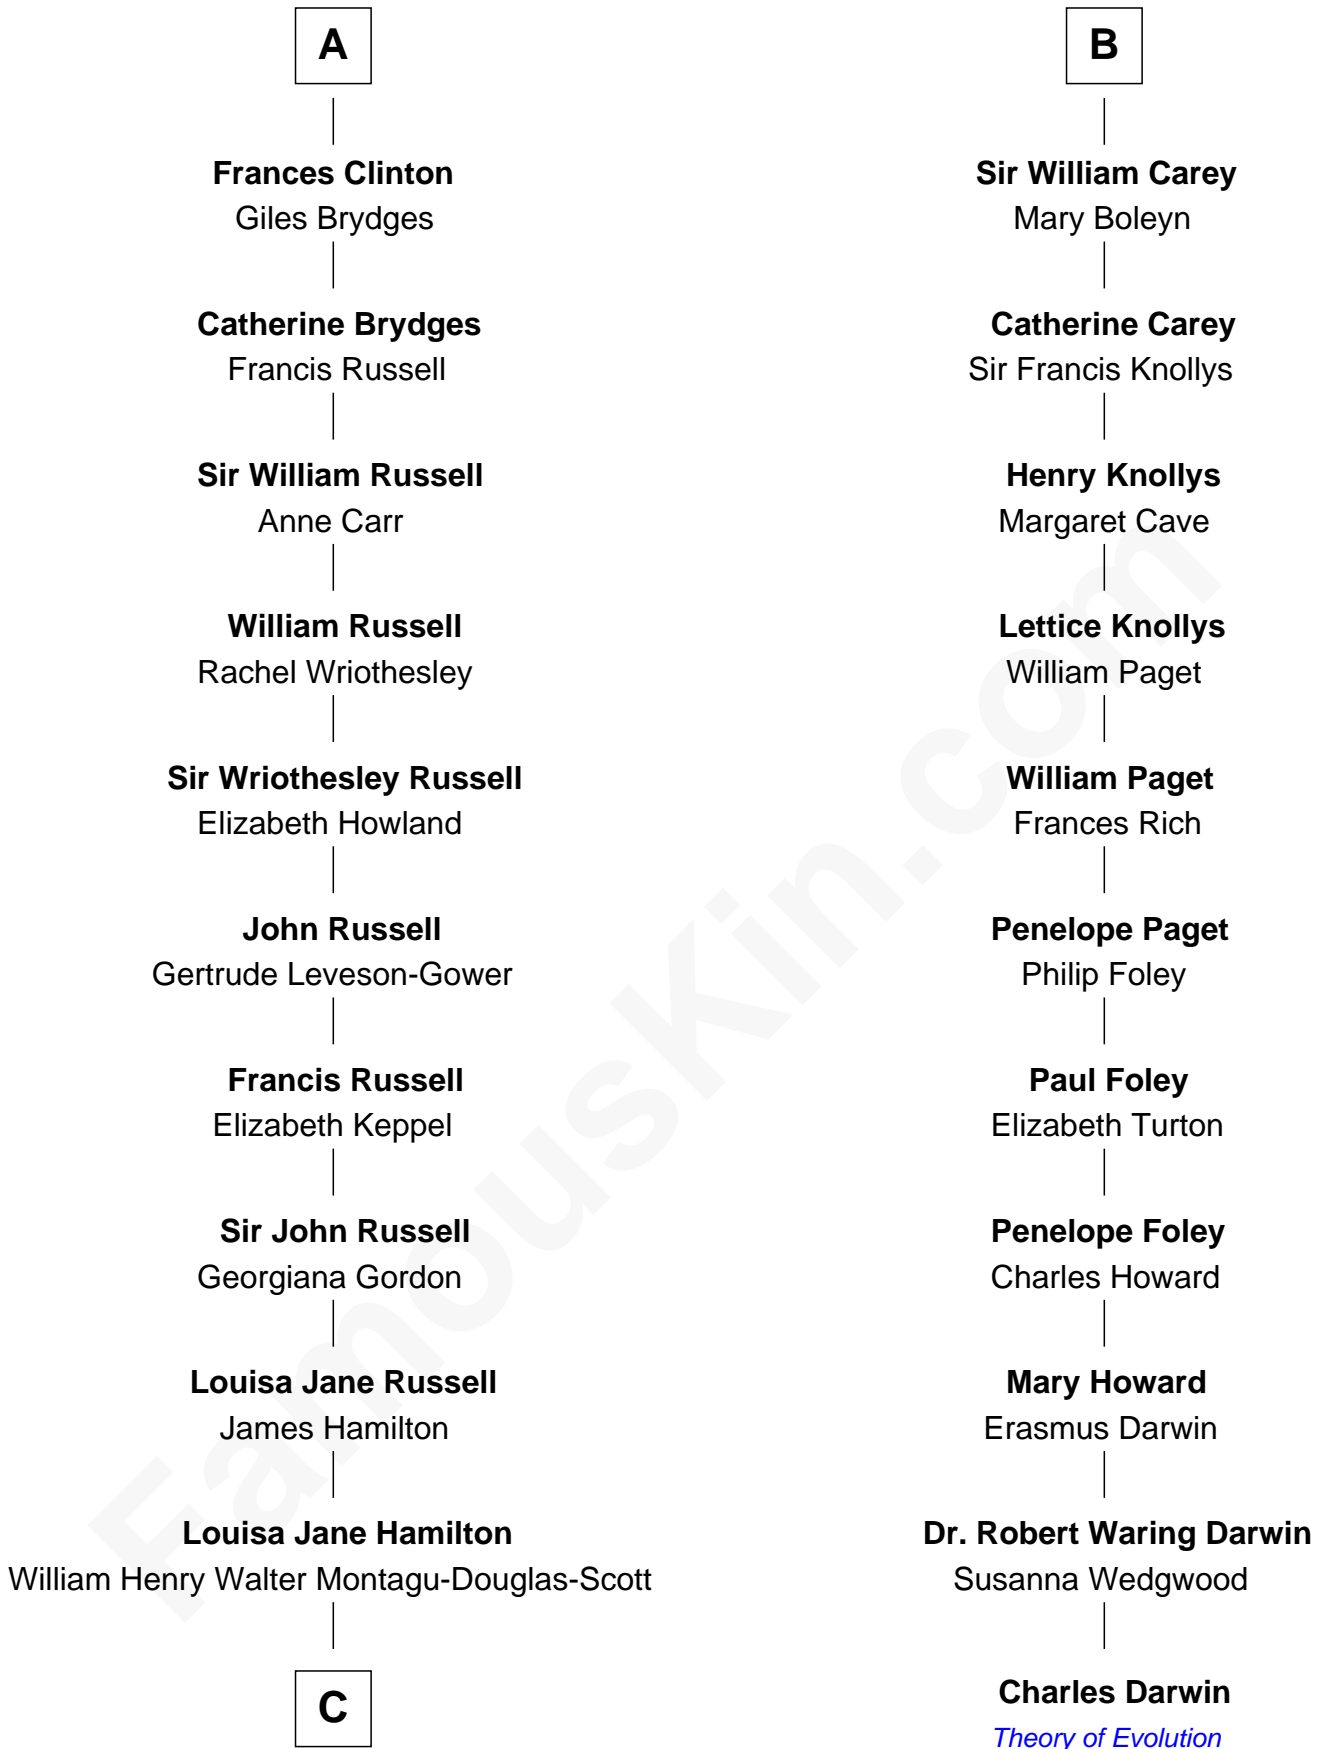 A
Frances Clinton
Giles Brydges
Catherine Brydges
Francis Russell
Sir William Russell
Anne Carr
William Russell
Rachel Wriothesley
Sir Wriothesley Russell
Elizabeth Howland
John Russell
Gertrude Leveson-Gower
Francis Russell
Elizabeth Keppel
Sir John Russell
Georgiana Gordon
Louisa Jane Russell
James Hamilton
Louisa Jane Hamilton
William Henry Walter Montagu-Douglas-Scott
C
B
Sir William Carey
Mary Boleyn
Catherine Carey
Sir Francis Knollys
Henry Knollys
Margaret Cave
Lettice Knollys
William Paget
William Paget
Frances Rich
Penelope Paget
Philip Foley
Paul Foley
Elizabeth Turton
Penelope Foley
Charles Howard
Mary Howard
Erasmus Darwin
Dr. Robert Waring Darwin
Susanna Wedgwood
Charles Darwin
Theory of Evolution
FamousKin.com